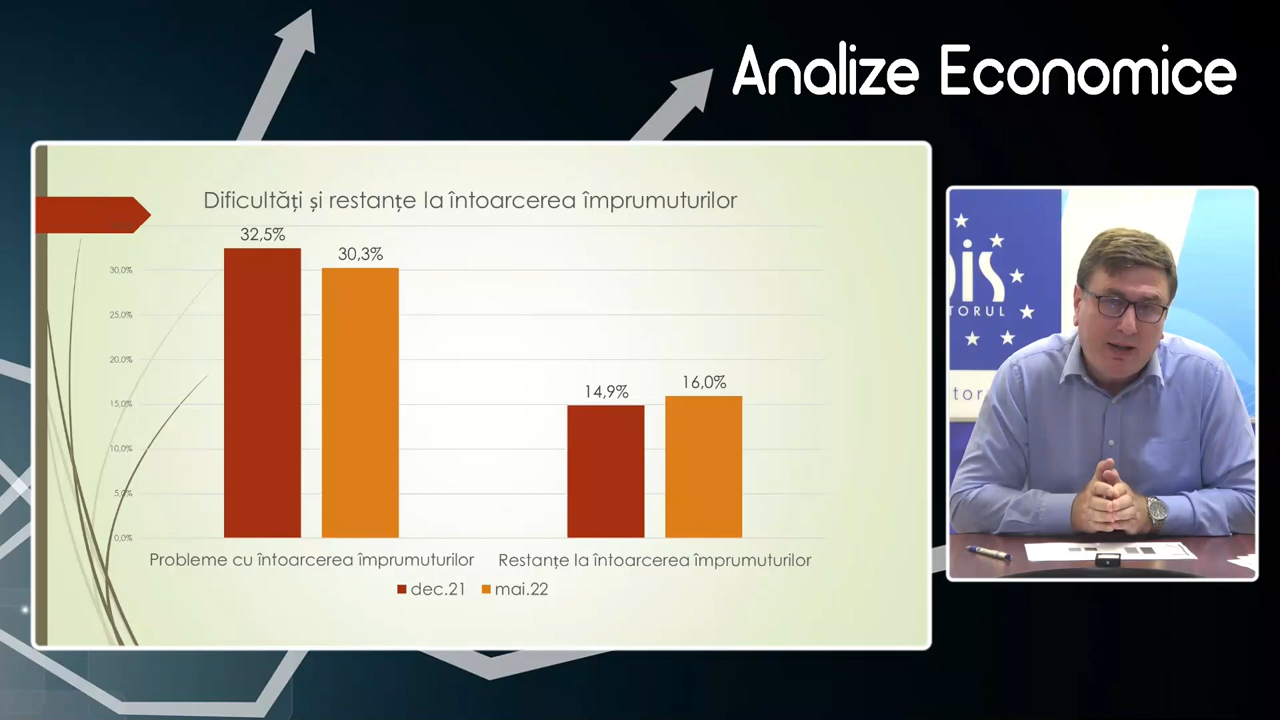 Analize Economice
Dificultăți și restanțe la întoarcerea împrumuturilor
32,5%
30,3%
14,9%
16,0%
30,0%
25,0%
20,0%
15,0%
10,0%
5,0%
0,0%
Probleme cu întoarcerea împrumuturilor
Restanțe la întoarcerea împrumuturilor
dec.21
mai.22